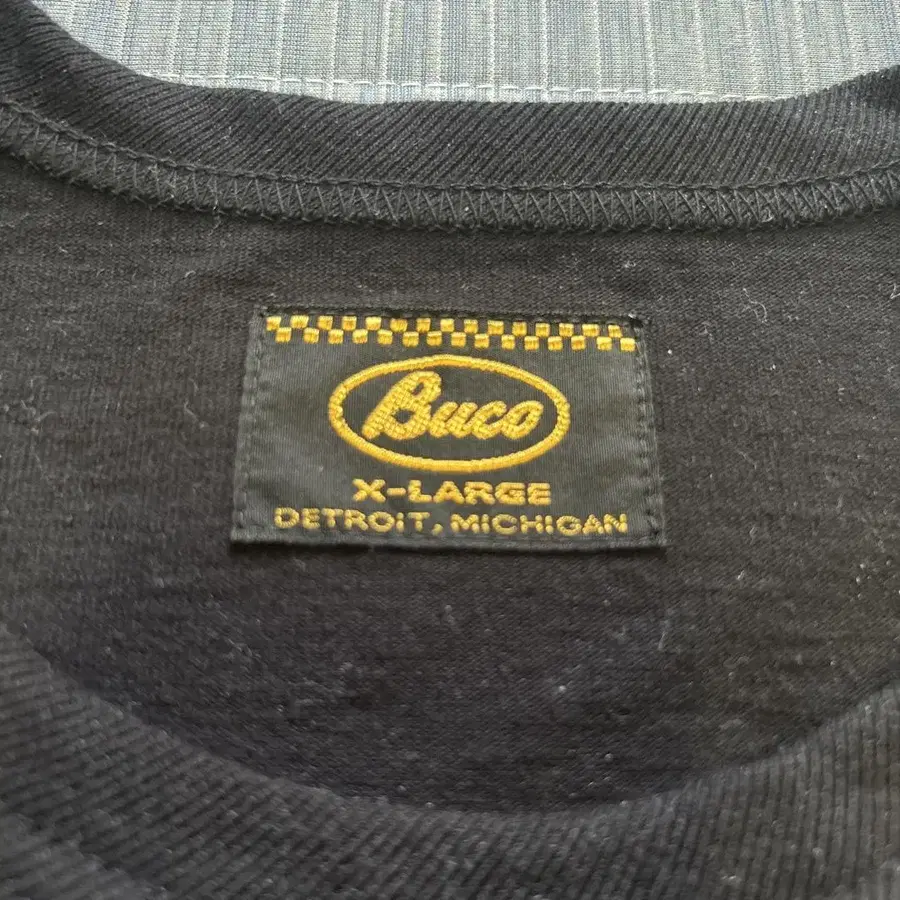 Buco
X-LARGE
DETROIT, MICHIGAN